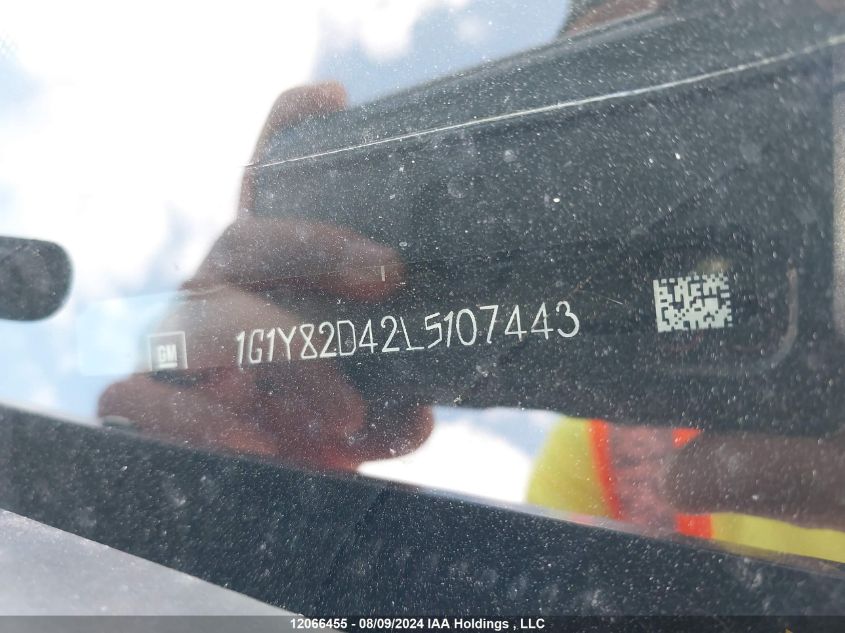 GM
1G1Y82D42L5107443
12066455 - 08/09/2024 IAA Holdings , LLC